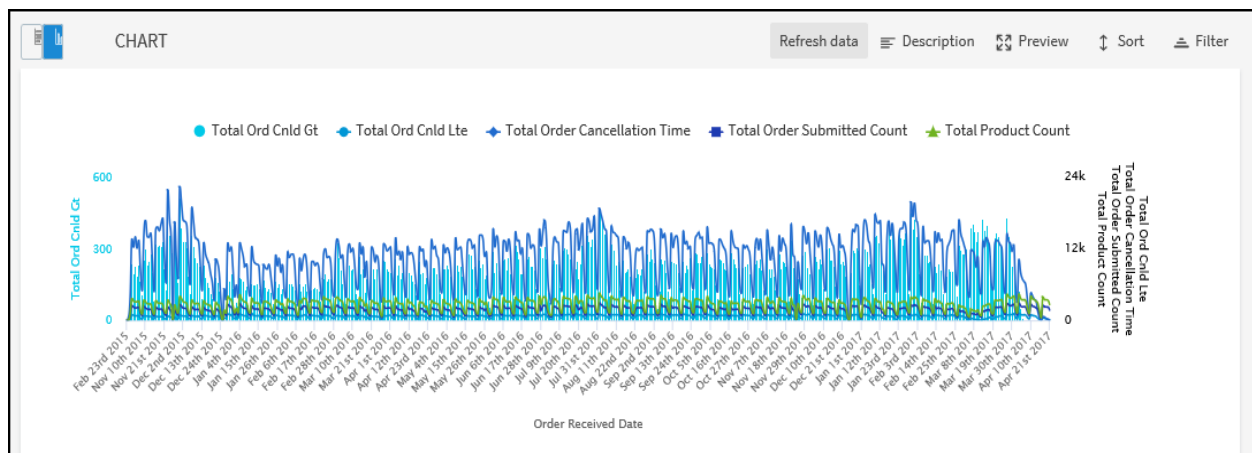 CHART
Refresh data
Description
Preview
Sort
Filter
Total Ord Cnld Gt
Total Ord Cnld Lte
Total Order Cancellation Time
Total Order Submitted Count
Total Product Count
600
300
0
Total Ord Cnld Gt
24k
12k
0
Total Ord Cnld Lte
Total Order Cancellation Time
Total Order Submitted Count
Total Product Count
Feb 23rd 2015
Nov 10th 2015
Nov 21st 2015
Dec 2nd 2015
Dec 13th 2015
Dec 24th 2015
Jan 4th 2016
Jan 15th 2016
Jan 26th 2016
Feb 6th 2016
Feb 17th 2016
Feb 28th 2016
Mar 10th 2016
Mar 21st 2016
Apr 1st 2016
Apr 12th 2016
Apr 23rd 2016
May 4th 2016
May 15th 2016
May 26th 2016
Jun 6th 2016
Jun 17th 2016
Jun 28th 2016
Jul 9th 2016
Jul 20th 2016
Jul 31st 2016
Aug 11th 2016
Aug 22nd 2016
Sep 2nd 2016
Sep 13th 2016
Sep 24th 2016
Oct 5th 2016
Oct 16th 2016
Oct 27th 2016
Nov 7th 2016
Nov 18th 2016
Nov 29th 2016
Dec 10th 2016
Dec 21st 2016
Jan 1st 2017
Jan 12th 2017
Jan 23rd 2017
Feb 3rd 2017
Feb 14th 2017
Feb 25th 2017
Mar 8th 2017
Mar 19th 2017
Mar 30th 2017
Apr 10th 2017
Apr 21st 2017
Order Received Date